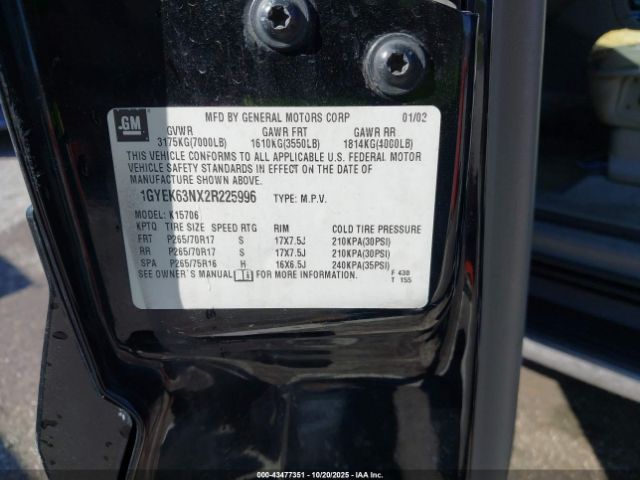 GM
MFD BY GENERAL MOTORS CORP 01/02
GVWR GAWR FRT GAWR RR
3175KG(7000LB) 1610KG(3550LB) 1814KG(4000LB)
THIS VEHICLE CONFORMS TO ALL APPLICABLE U.S. FEDERAL MOTOR
VEHICLE SAFETY STANDARDS IN EFFECT ON THE DATE OF
MANUFACTURE SHOWN ABOVE.
1GYEK63NX2R225996 TYPE: M.P.V.
MODEL: K15706
KPTQ TIRE SIZE SPEED RTG RIM COLD TIRE PRESSURE
FRT P265/70R17 S 17X7.5J 210KPA(30PSI)
RR P265/70R17 S 17X7.5J 210KPA(30PSI)
SPA P265/75R16 H 16X6.5J 240KPA(35PSI)
SEE OWNER'S MANUAL FOR MORE INFORMATION. F 430
T 155
(000-43477351 | 10/20/2025 | IAA, Inc.)